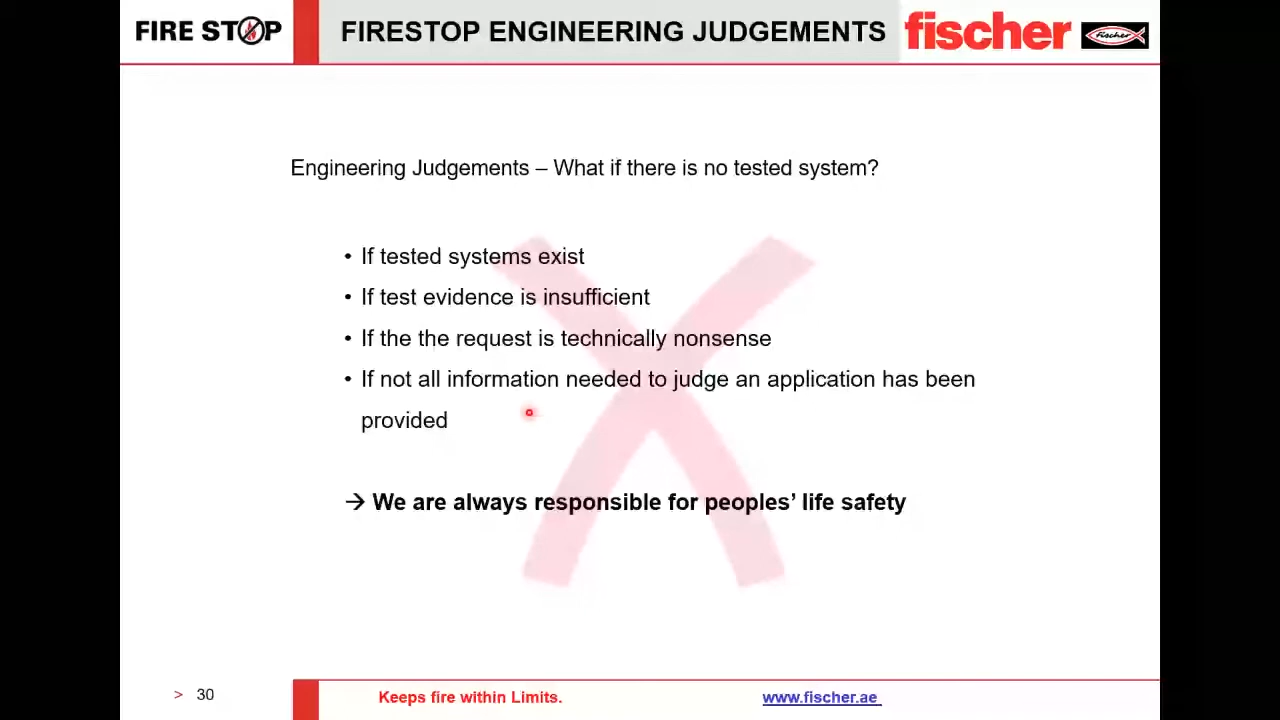 FIRE STOP
FIRESTOP ENGINEERING JUDGEMENTS
fischer
fischer
Engineering Judgements – What if there is no tested system?
• If tested systems exist
• If test evidence is insufficient
• If the the request is technically nonsense
• If not all information needed to judge an application has been
provided
→ We are always responsible for peoples’ life safety
> 30
Keeps fire within Limits.
www.fischer.ae